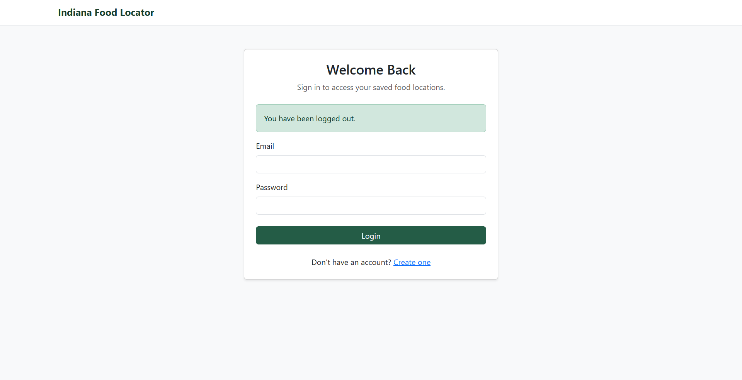 Indiana Food Locator
Welcome Back
Sign in to access your saved food locations.
You have been logged out.
Email
Password
Login
Don't have an account? Create one